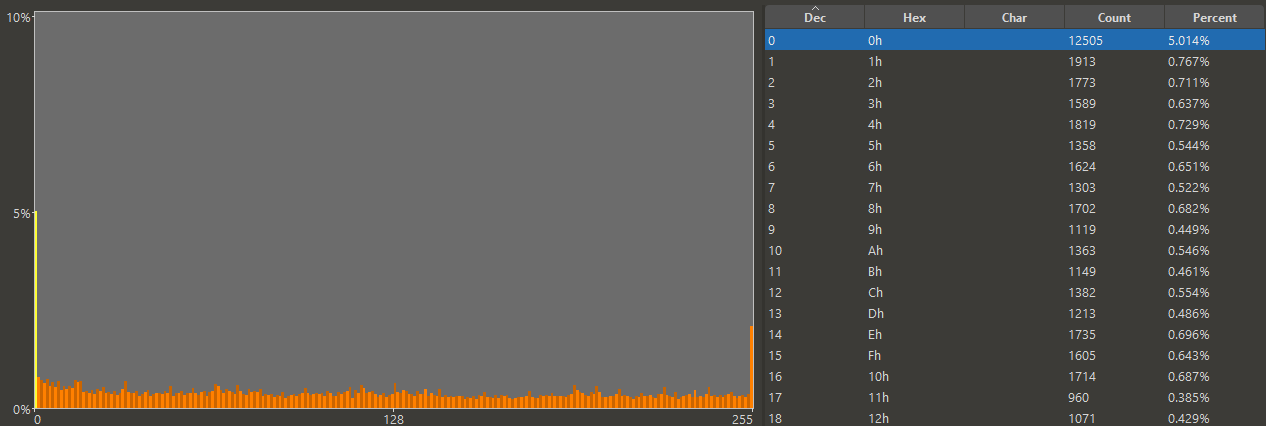 10%
5%
0%
0 128 255
Dec Hex Char Count Percent
0 0h 12505 5.014%
1 1h 1913 0.767%
2 2h 1773 0.711%
3 3h 1589 0.637%
4 4h 1819 0.729%
5 5h 1358 0.544%
6 6h 1624 0.651%
7 7h 1303 0.522%
8 8h 1702 0.682%
9 9h 1119 0.449%
10 Ah 1363 0.546%
11 Bh 1149 0.461%
12 Ch 1382 0.554%
13 Dh 1213 0.486%
14 Eh 1735 0.696%
15 Fh 1605 0.643%
16 10h 1714 0.687%
17 11h 960 0.385%
18 12h 1071 0.429%